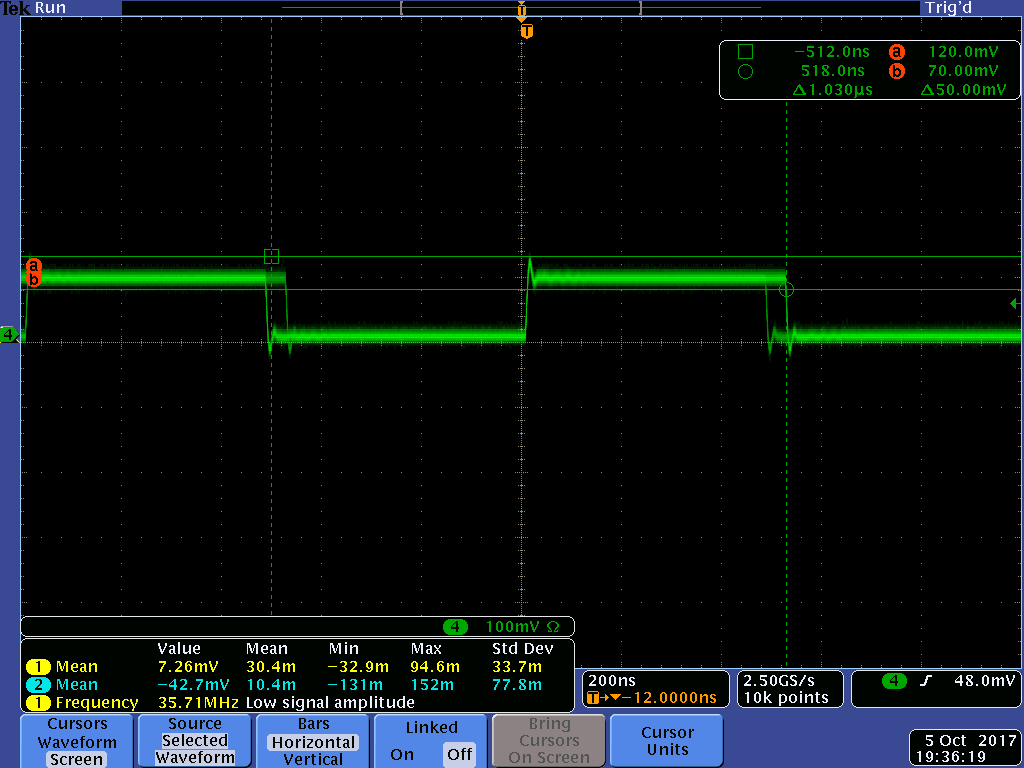 Tek Run Trig'd
T
T
−512.0ns a 120.0mV
518.0ns b 70.00mV
Δ1.030µs Δ50.00mV
a
b
4
4 100mV Ω
Value Mean Min Max Std Dev
1 Mean 7.26mV 30.4m −32.9m 94.6m 33.7m
2 Mean −42.7mV 10.4m −131m 152m 77.8m
1 Frequency 35.71MHz Low signal amplitude
200ns
T→▼−12.0000ns
2.50GS/s
10k points
4 48.0mV
Cursors
Waveform
Screen
Source
Selected
Waveform
Bars
Horizontal
Vertical
Linked
On Off
Bring
Cursors
On Screen
Cursor
Units
5 Oct 2017
19:36:19